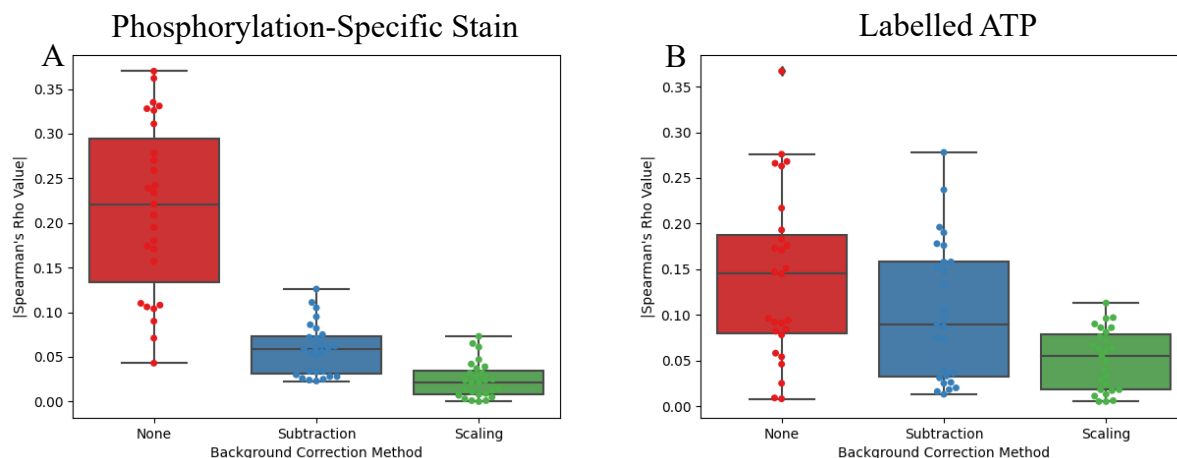 Phosphorylation-Specific Stain
A
|Spearman's Rho Value|
0.35
0.30
0.25
0.20
0.15
0.10
0.05
0.00
None Subtraction Scaling
Background Correction Method
Labelled ATP
B
|Spearman's Rho Value|
0.35
0.30
0.25
0.20
0.15
0.10
0.05
0.00
None Subtraction Scaling
Background Correction Method